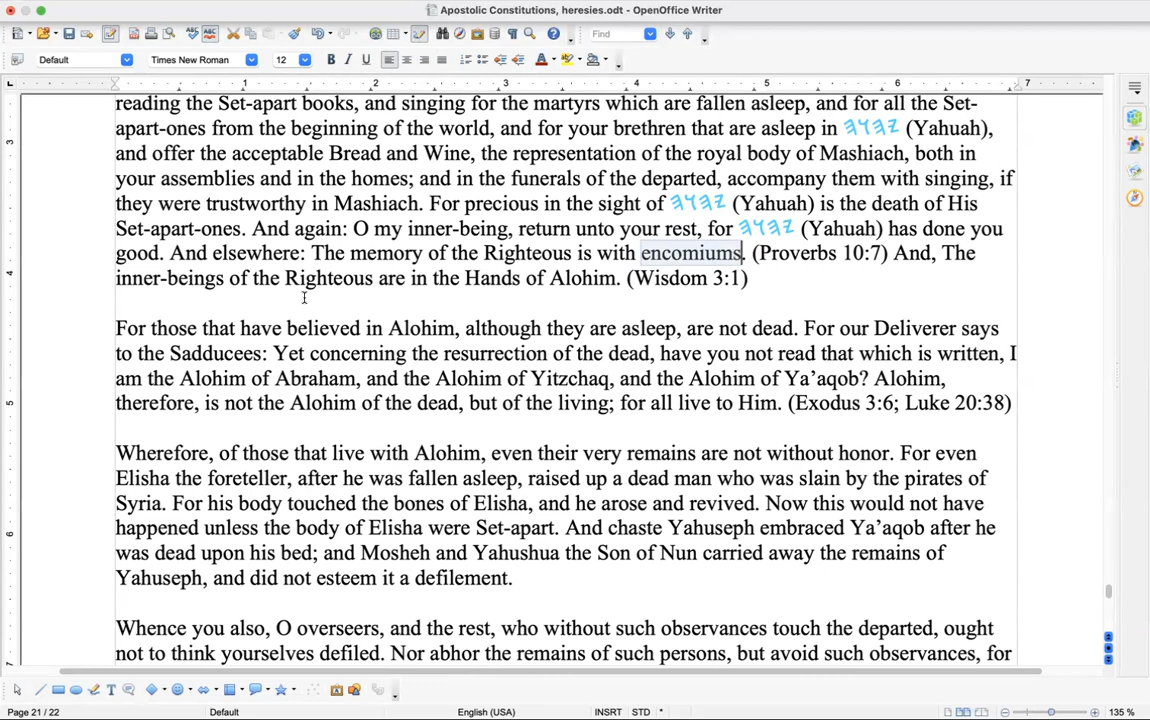 Apostolic Constitutions, heresies.odt - OpenOffice Writer
Find
Default Times New Roman 12
1 2 3 4 5 6 7
reading the Set-apart books, and singing for the martyrs which are fallen asleep, and for all the Set-
apart-ones from the beginning of the world, and for your brethren that are asleep in 𐤉𐤄𐤅𐤄 (Yahuah),
and offer the acceptable Bread and Wine, the representation of the royal body of Mashiach, both in
your assemblies and in the homes; and in the funerals of the departed, accompany them with singing, if
they were trustworthy in Mashiach. For precious in the sight of 𐤉𐤄𐤅𐤄 (Yahuah) is the death of His
Set-apart-ones. And again: O my inner-being, return unto your rest, for 𐤉𐤄𐤅𐤄 (Yahuah) has done you
good. And elsewhere: The memory of the Righteous is with encomiums. (Proverbs 10:7) And, The
inner-beings of the Righteous are in the Hands of Alohim. (Wisdom 3:1)
For those that have believed in Alohim, although they are asleep, are not dead. For our Deliverer says
to the Sadducees: Yet concerning the resurrection of the dead, have you not read that which is written, I
am the Alohim of Abraham, and the Alohim of Yitzchaq, and the Alohim of Ya’aqob? Alohim,
therefore, is not the Alohim of the dead, but of the living; for all live to Him. (Exodus 3:6; Luke 20:38)
Wherefore, of those that live with Alohim, even their very remains are not without honor. For even
Elisha the foreteller, after he was fallen asleep, raised up a dead man who was slain by the pirates of
Syria. For his body touched the bones of Elisha, and he arose and revived. Now this would not have
happened unless the body of Elisha were Set-apart. And chaste Yahuseph embraced Ya’aqob after he
was dead upon his bed; and Mosheh and Yahushua the Son of Nun carried away the remains of
Yahuseph, and did not esteem it a defilement.
Whence you also, O overseers, and the rest, who without such observances touch the departed, ought
not to think yourselves defiled. Nor abhor the remains of such persons, but avoid such observances, for
Page 21 / 22 Default English (USA) INSRT STD * 135 %